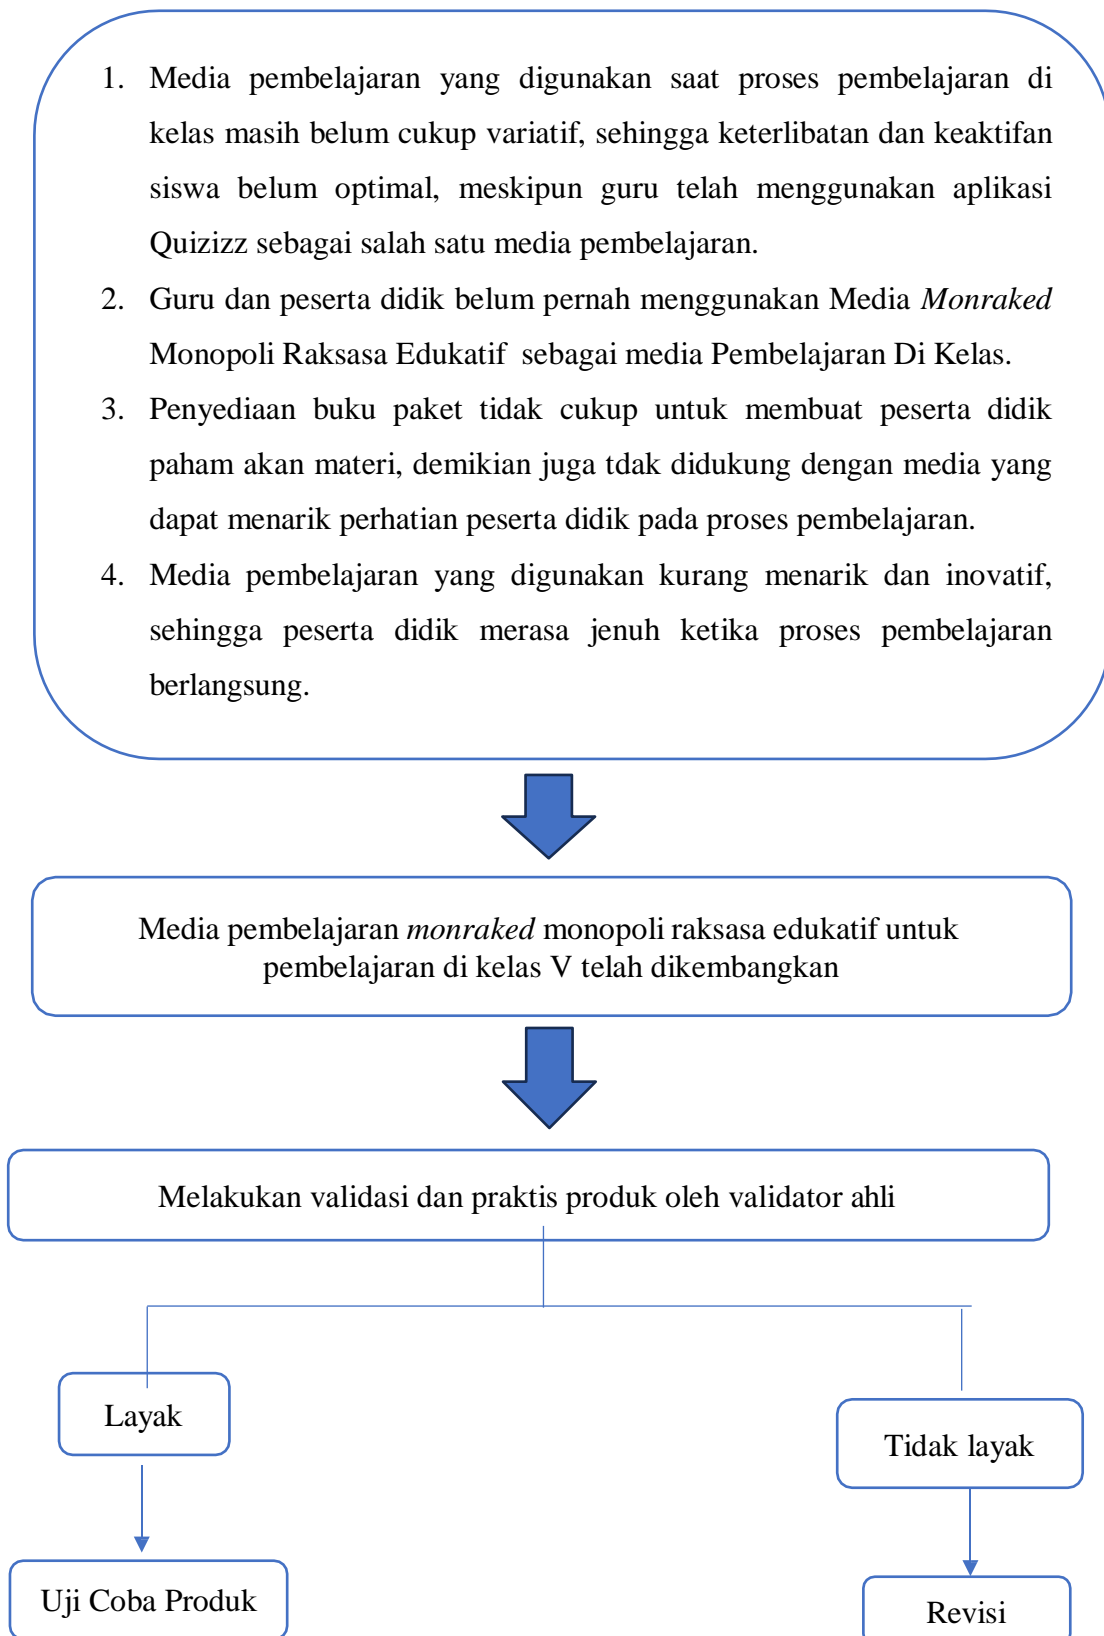 1. Media pembelajaran yang digunakan saat proses pembelajaran di
kelas masih belum cukup variatif, sehingga keterlibatan dan keaktifan
siswa belum optimal, meskipun guru telah menggunakan aplikasi
Quizizz sebagai salah satu media pembelajaran.
2. Guru dan peserta didik belum pernah menggunakan Media Monraked
Monopoli Raksasa Edukatif sebagai media Pembelajaran Di Kelas.
3. Penyediaan buku paket tidak cukup untuk membuat peserta didik
paham akan materi, demikian juga tdak didukung dengan media yang
dapat menarik perhatian peserta didik pada proses pembelajaran.
4. Media pembelajaran yang digunakan kurang menarik dan inovatif,
sehingga peserta didik merasa jenuh ketika proses pembelajaran
berlangsung.
Media pembelajaran monraked monopoli raksasa edukatif untuk
pembelajaran di kelas V telah dikembangkan
Melakukan validasi dan praktis produk oleh validator ahli
Layak
Tidak layak
Uji Coba Produk
Revisi